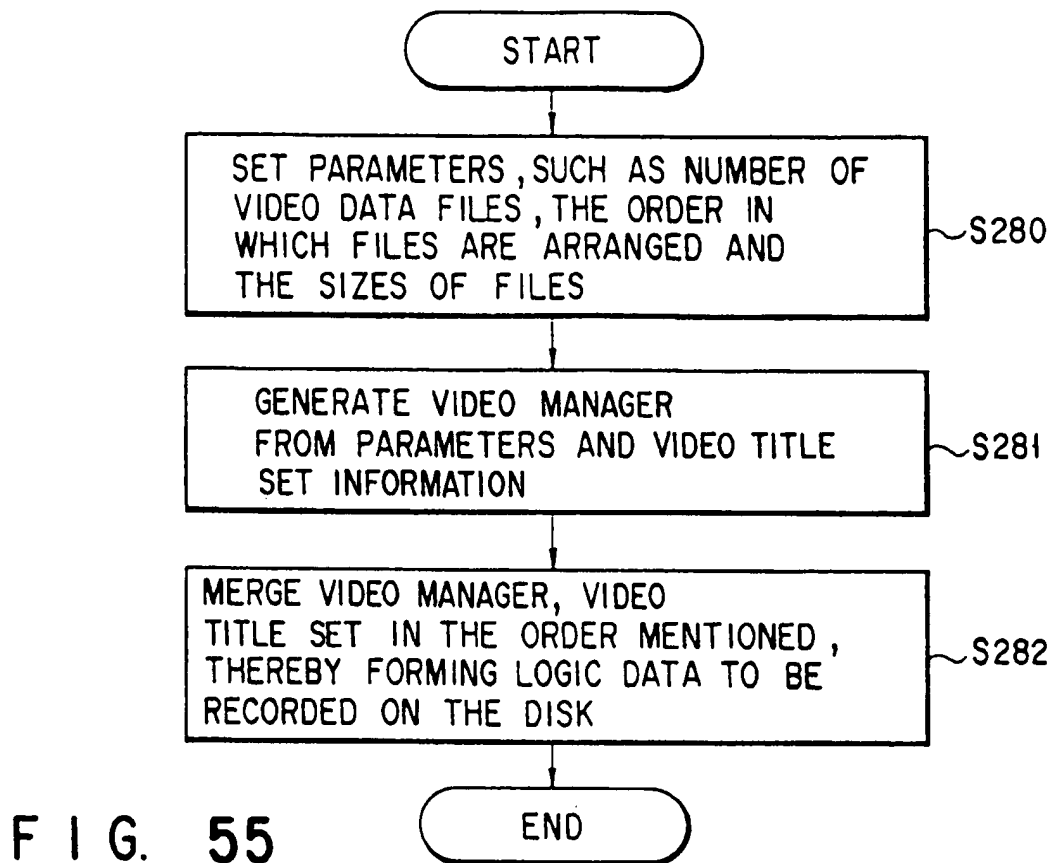 START
SET PARAMETERS, SUCH AS NUMBER OF
VIDEO DATA FILES, THE ORDER IN
WHICH FILES ARE ARRANGED AND
THE SIZES OF FILES
S280
GENERATE VIDEO MANAGER
FROM PARAMETERS AND VIDEO TITLE
SET INFORMATION
S281
MERGE VIDEO MANAGER, VIDEO
TITLE SET IN THE ORDER MENTIONED,
THEREBY FORMING LOGIC DATA TO BE
RECORDED ON THE DISK
S282
END
FIG. 55